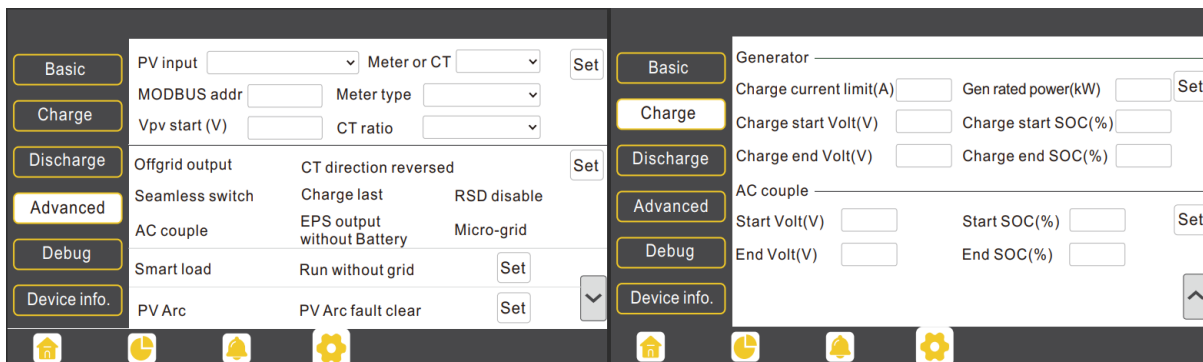 Basic
Charge
Discharge
Advanced
Debug
Device info.
PV input Meter or CT Set
MODBUS addr Meter type
Vpv start (V) CT ratio
Offgrid output CT direction reversed Set
Seamless switch Charge last RSD disable
AC couple EPS output without Battery Micro-grid
Smart load Run without grid Set
PV Arc PV Arc fault clear Set
Basic
Charge
Discharge
Advanced
Debug
Device info.
Generator
Charge current limit(A) Gen rated power(kW) Set
Charge start Volt(V) Charge start SOC(%)
Charge end Volt(V) Charge end SOC(%)
AC couple
Start Volt(V) Start SOC(%) Set
End Volt(V) End SOC(%)